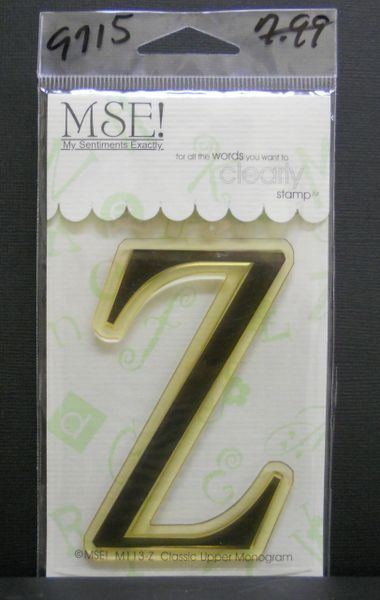 9715
7.99
MSE!
My Sentiments Exactly.
for all the words you want to
clearly
stamp™
Z
©MSE! M113-Z Classic Upper Monogram